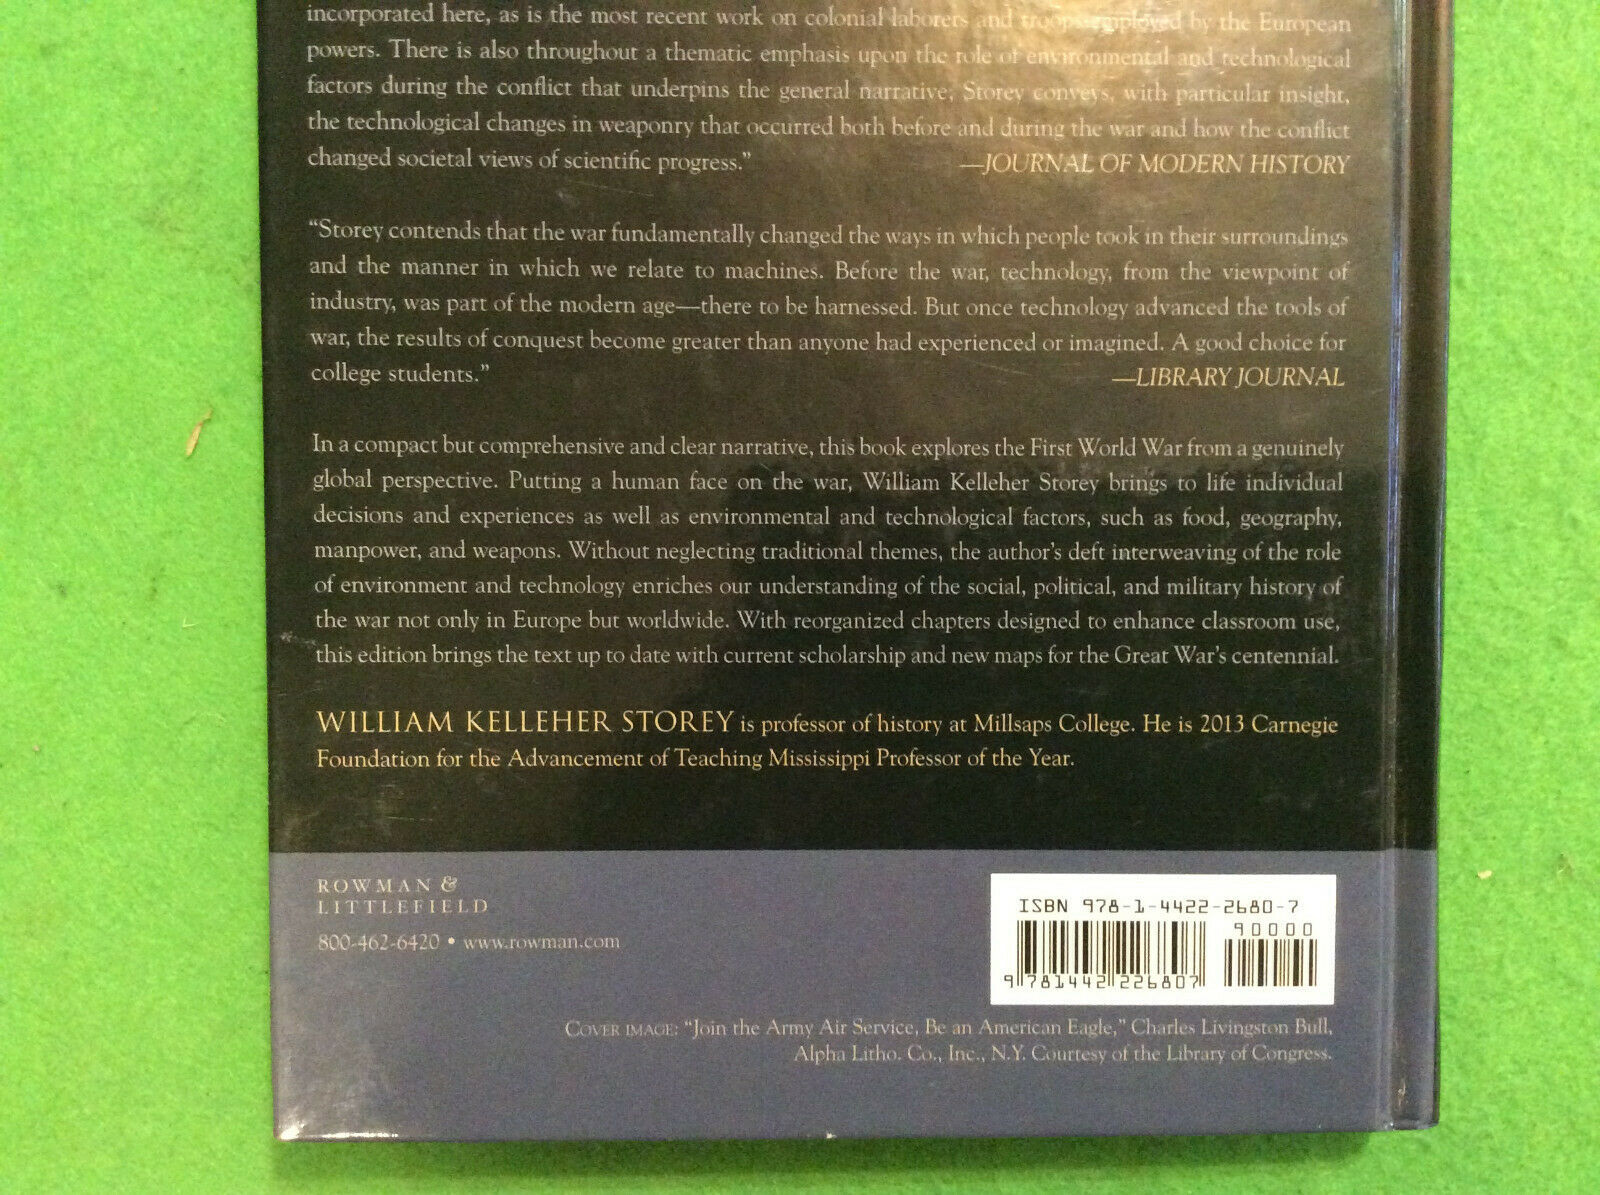 incorporated here, as is the most recent work on colonial laborers and troops employed by the European
powers. There is also throughout a thematic emphasis upon the role of environmental and technological
factors during the conflict that underpins the general narrative; Storey conveys, with particular insight,
the technological changes in weaponry that occurred both before and during the war and how the conflict
changed societal views of scientific progress.” —JOURNAL OF MODERN HISTORY
“Storey contends that the war fundamentally changed the ways in which people took in their surroundings
and the manner in which we relate to machines. Before the war, technology, from the viewpoint of
industry, was part of the modern age—there to be harnessed. But once technology advanced the tools of
war, the results of conquest become greater than anyone had experienced or imagined. A good choice for
college students.” —LIBRARY JOURNAL
In a compact but comprehensive and clear narrative, this book explores the First World War from a genuinely
global perspective. Putting a human face on the war, William Kelleher Storey brings to life individual
decisions and experiences as well as environmental and technological factors, such as food, geography,
manpower, and weapons. Without neglecting traditional themes, the author’s deft interweaving of the role
of environment and technology enriches our understanding of the social, political, and military history of
the war not only in Europe but worldwide. With reorganized chapters designed to enhance classroom use,
this edition brings the text up to date with current scholarship and new maps for the Great War’s centennial.
WILLIAM KELLEHER STOREY is professor of history at Millsaps College. He is 2013 Carnegie
Foundation for the Advancement of Teaching Mississippi Professor of the Year.
ROWMAN &
LITTLEFIELD
800-462-6420 • www.rowman.com
ISBN 978-1-4422-2680-7
90000
9 781442 226807
COVER IMAGE: “Join the Army Air Service, Be an American Eagle,” Charles Livingston Bull,
Alpha Litho. Co., Inc., N.Y. Courtesy of the Library of Congress.